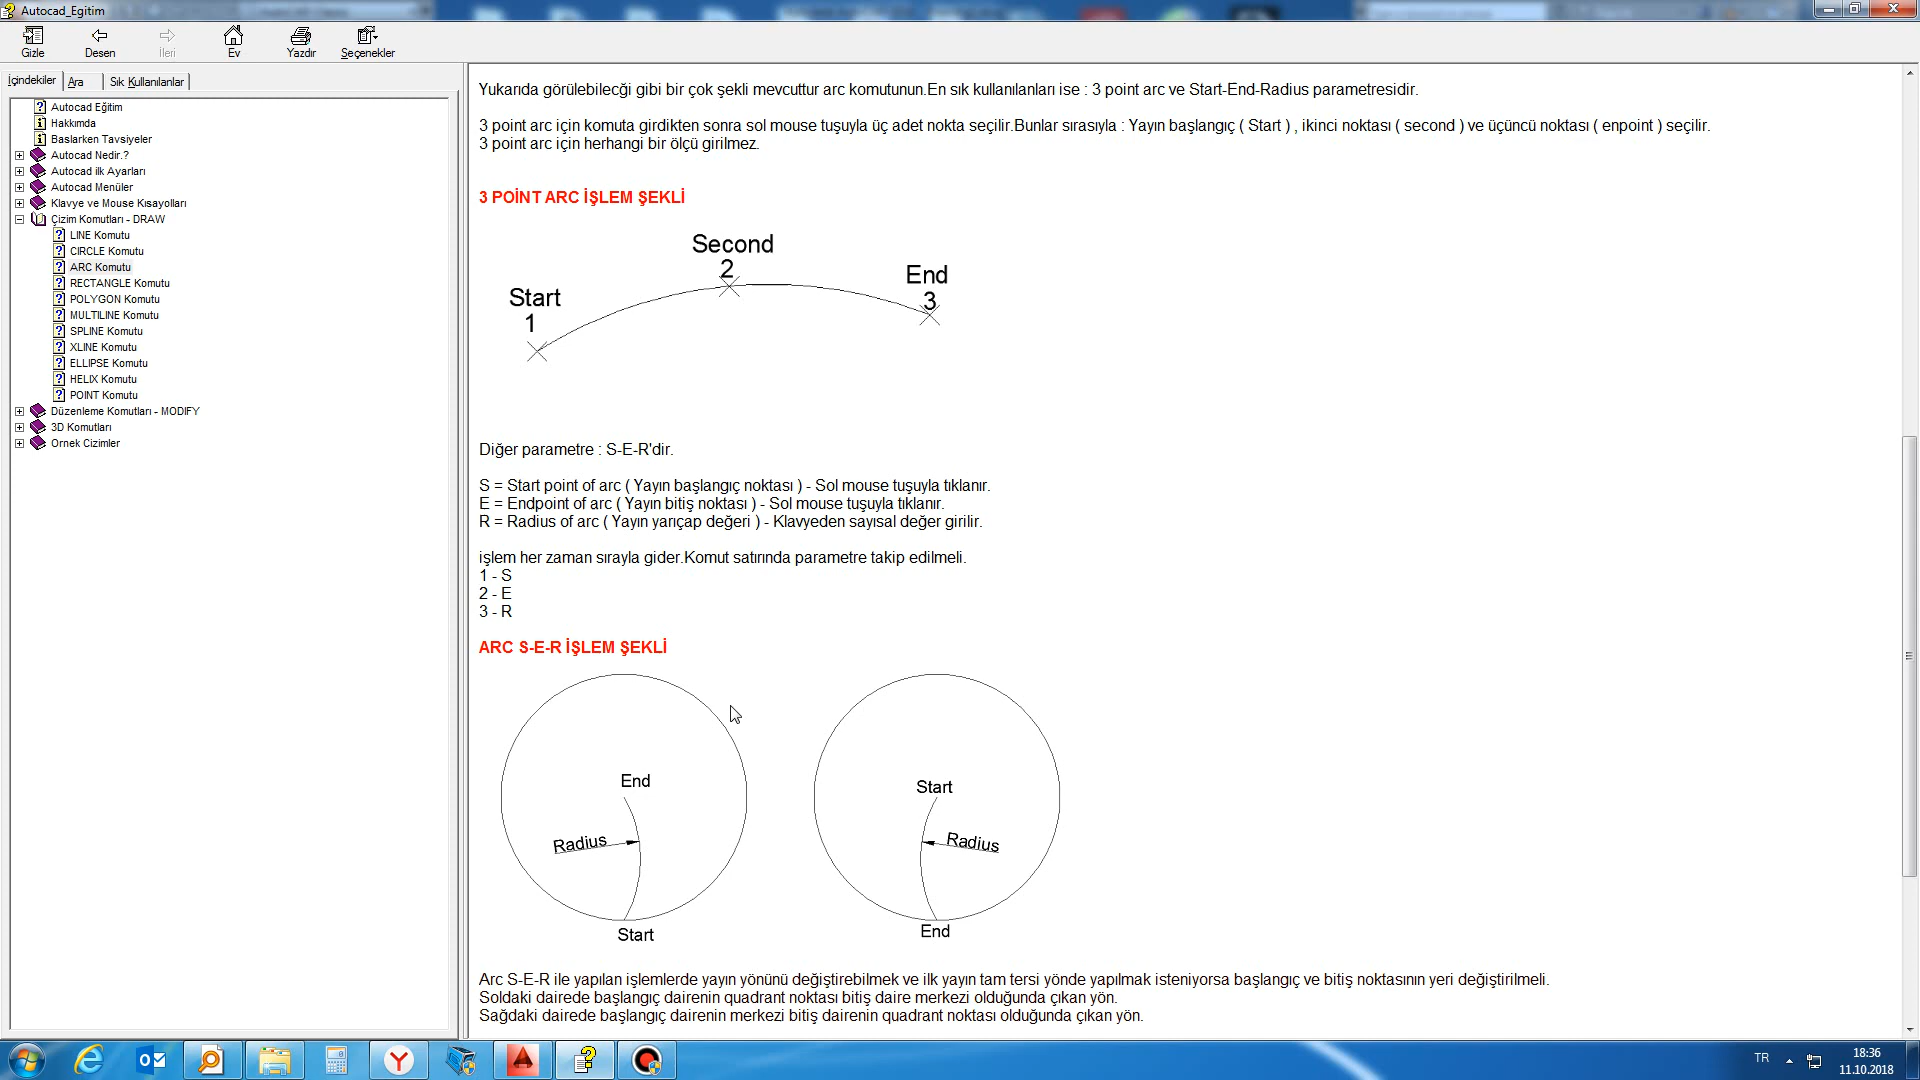 Autocad_Egitim
Gizle
Desen
İleri
Ev
Yazdır
Seçenekler
İçindekiler
Ara
Sık Kullanılanlar
Autocad Eğitim
Hakkımda
Baslarken Tavsiyeler
Autocad Nedir.?
Autocad ilk Ayarları
Autocad Menüler
Klavye ve Mouse Kısayolları
Çizim Komutları - DRAW
LINE Komutu
CIRCLE Komutu
ARC Komutu
RECTANGLE Komutu
POLYGON Komutu
MULTILINE Komutu
SPLINE Komutu
XLINE Komutu
ELLIPSE Komutu
HELIX Komutu
POINT Komutu
Düzenleme Komutları - MODIFY
3D Komutları
Ornek Cizimler
Yukarıda görülebilecği gibi bir çok şekli mevcuttur arc komutunun.En sık kullanılanları ise : 3 point arc ve Start-End-Radius parametresidir.
3 point arc için komuta girdikten sonra sol mouse tuşuyla üç adet nokta seçilir.Bunlar sırasıyla : Yayın başlangıç ( Start ) , ikinci noktası ( second ) ve üçüncü noktası ( enpoint ) seçilir.
3 point arc için herhangi bir ölçü girilmez.
3 POİNT ARC İŞLEM ŞEKLİ
Second
2
End
3
Start
1
Diğer parametre : S-E-R'dir.
S = Start point of arc ( Yayın başlangıç noktası ) - Sol mouse tuşuyla tıklanır.
E = Endpoint of arc ( Yayın bitiş noktası ) - Sol mouse tuşuyla tıklanır.
R = Radius of arc ( Yayın yarıçap değeri ) - Klavyeden sayısal değer girilir.
işlem her zaman sırayla gider.Komut satırında parametre takip edilmeli.
1 - S
2 - E
3 - R
ARC S-E-R İŞLEM ŞEKLİ
End
Radius
Start
Start
Radius
End
Arc S-E-R ile yapılan işlemlerde yayın yönünü değiştirebilmek ve ilk yayın tam tersi yönde yapılmak isteniyorsa başlangıç ve bitiş noktasının yeri değiştirilmeli.
Soldaki dairede başlangıç dairenin quadrant noktası bitiş daire merkezi olduğunda çıkan yön.
Sağdaki dairede başlangıç dairenin merkezi bitiş dairenin quadrant noktası olduğunda çıkan yön.
TR
18:36
11.10.2018